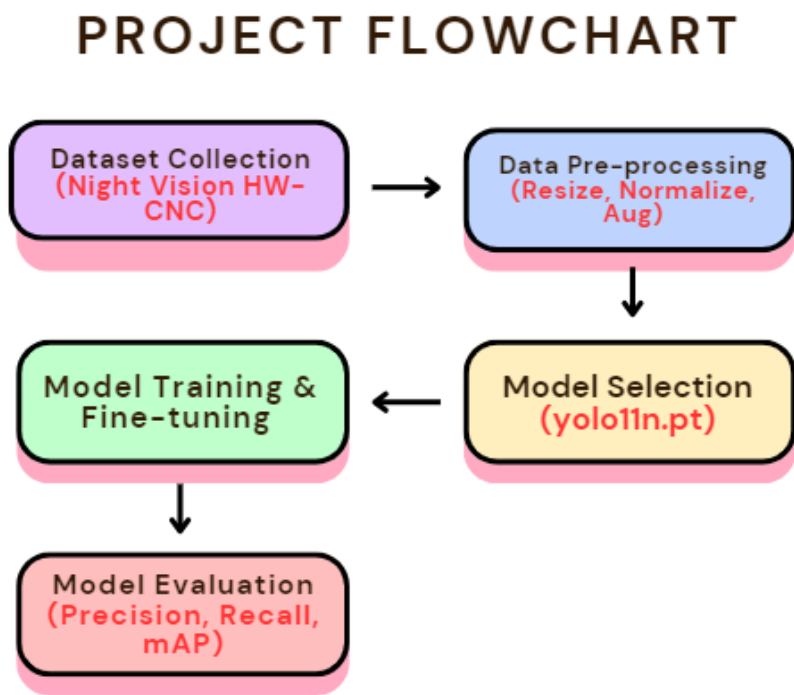 PROJECT FLOWCHART
Dataset Collection
(Night Vision HW-
CNC)
Data Pre-processing
(Resize, Normalize,
Aug)
Model Training &
Fine-tuning
Model Selection
(yolo11n.pt)
Model Evaluation
(Precision, Recall,
mAP)